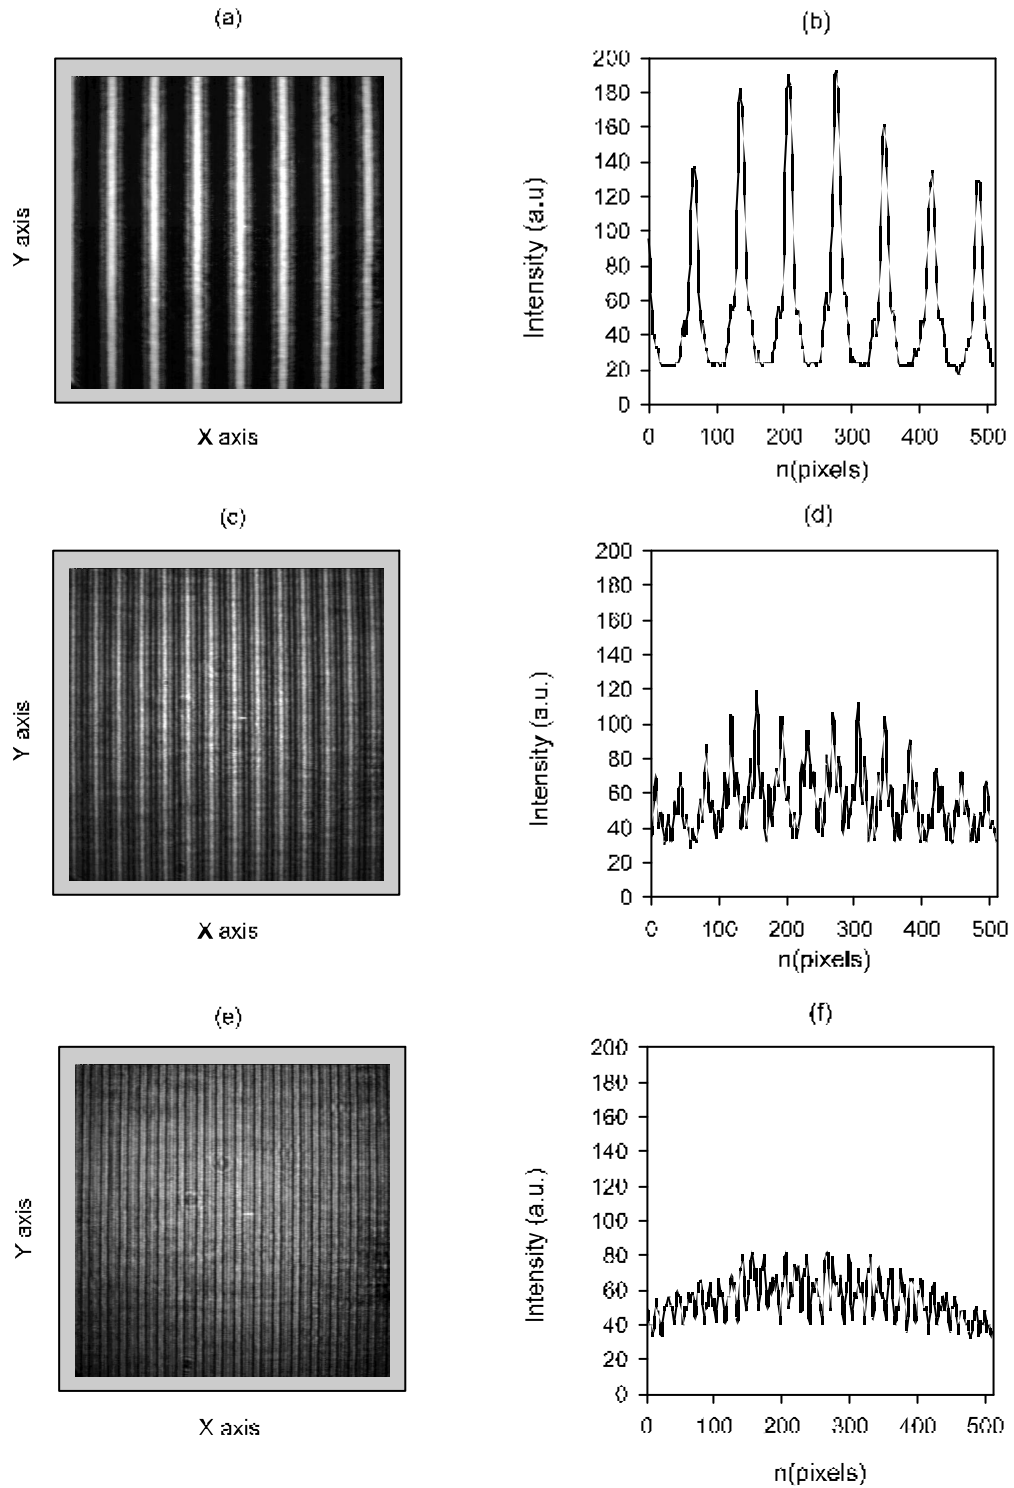 (a)
(b)
Y axis
X axis
Intensity (a.u)
200
180
160
140
120
100
80
60
40
20
0
0 100 200 300 400 500
n(pixels)
(c)
(d)
Y axis
X axis
Intensity (a.u.)
200
180
160
140
120
100
80
60
40
20
0
0 100 200 300 400 500
n(pixels)
(e)
(f)
Y axis
X axis
Intensity (a.u.)
200
180
160
140
120
100
80
60
40
20
0
0 100 200 300 400 500
n(pixels)